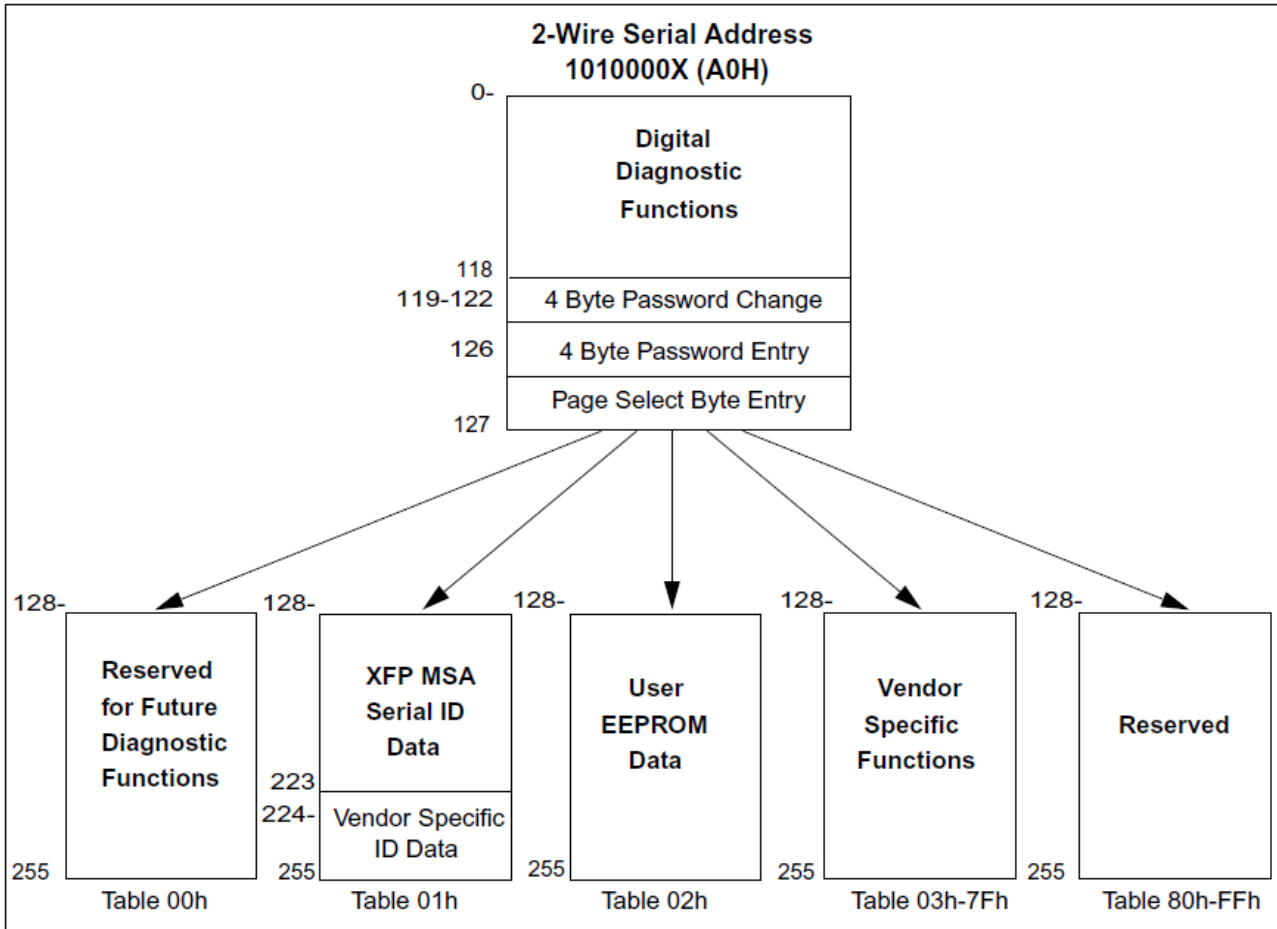 2-Wire Serial Address
1010000X (A0H)
0-
Digital
Diagnostic
Functions
118
119-122
4 Byte Password Change
126
4 Byte Password Entry
Page Select Byte Entry
127
128-
Reserved
for Future
Diagnostic
Functions
255
Table 00h
128-
XFP MSA
Serial ID
Data
223
224-
Vendor Specific
ID Data
255
Table 01h
128-
User
EEPROM
Data
255
Table 02h
128-
Vendor
Specific
Functions
255
Table 03h-7Fh
128-
Reserved
255
Table 80h-FFh